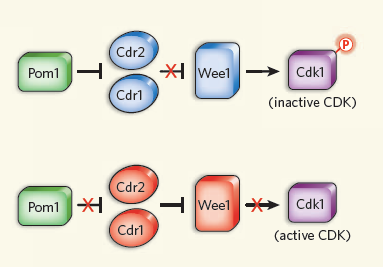 Pom1
Cdr2
Cdr1
Wee1
Cdk1
P
(inactive CDK)
Pom1
Cdr2
Cdr1
Wee1
Cdk1
(active CDK)